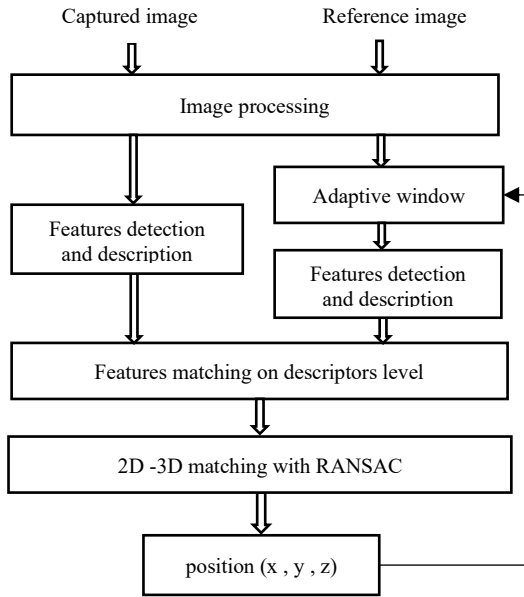 Captured image
Reference image
Image processing
Adaptive window
Features detection
and description
Features detection
and description
Features matching on descriptors level
2D -3D matching with RANSAC
position (x , y , z)